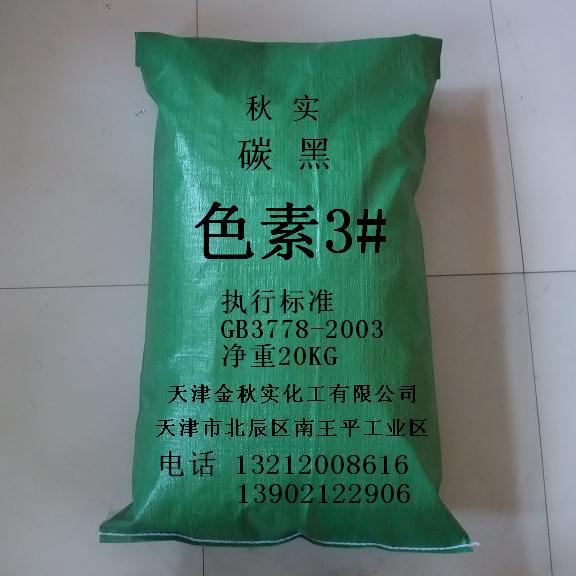 秋 实
碳 黑
色素3#
执行标准
GB3778-2003
净重20KG
天津金秋实化工有限公司
天津市北辰区南王平工业区
电话 13212008616
13902122906